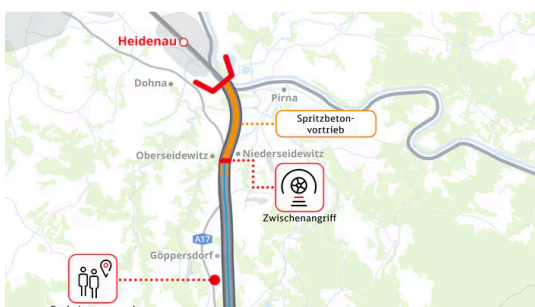 Heidenau
Dohna
Pirna
Spritzbeton-
vortrieb
Oberseidewitz
Niederseidewitz
Zwischenangriff
A17
Göppersdorf